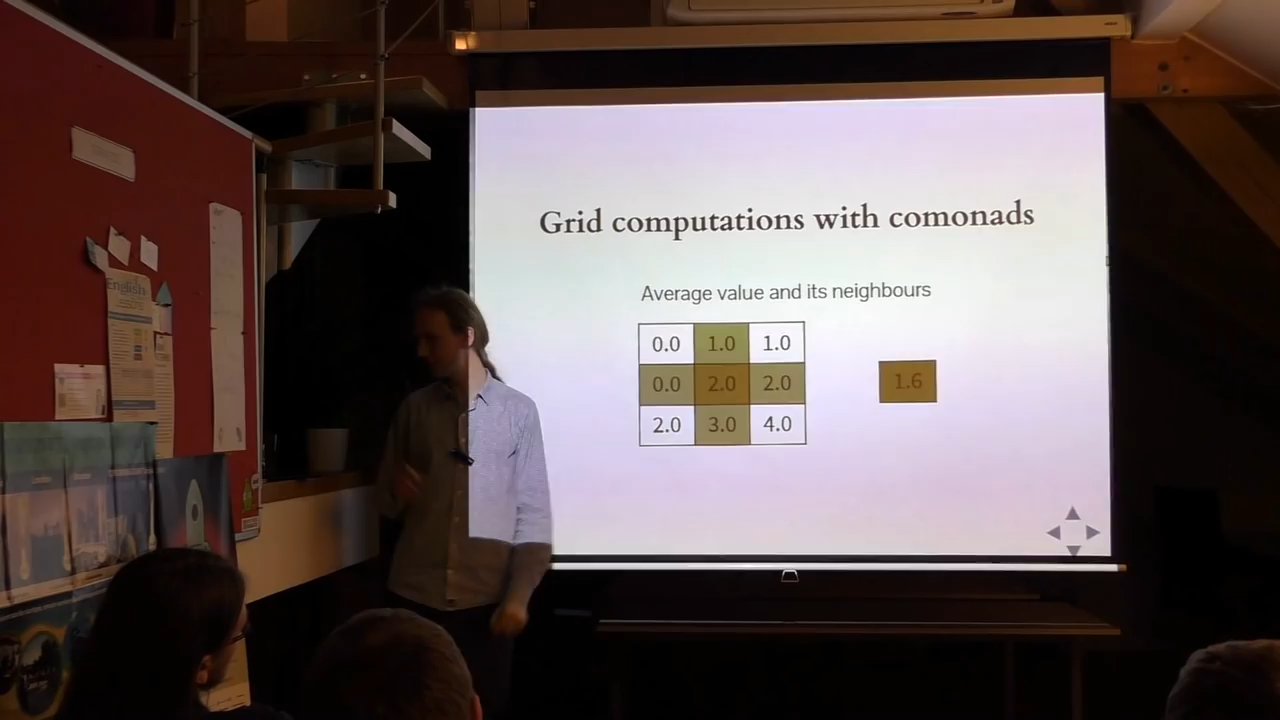 Grid computations with comonads
Average value and its neighbours
0.0 1.0 1.0
0.0 2.0 2.0
2.0 3.0 4.0
1.6
English